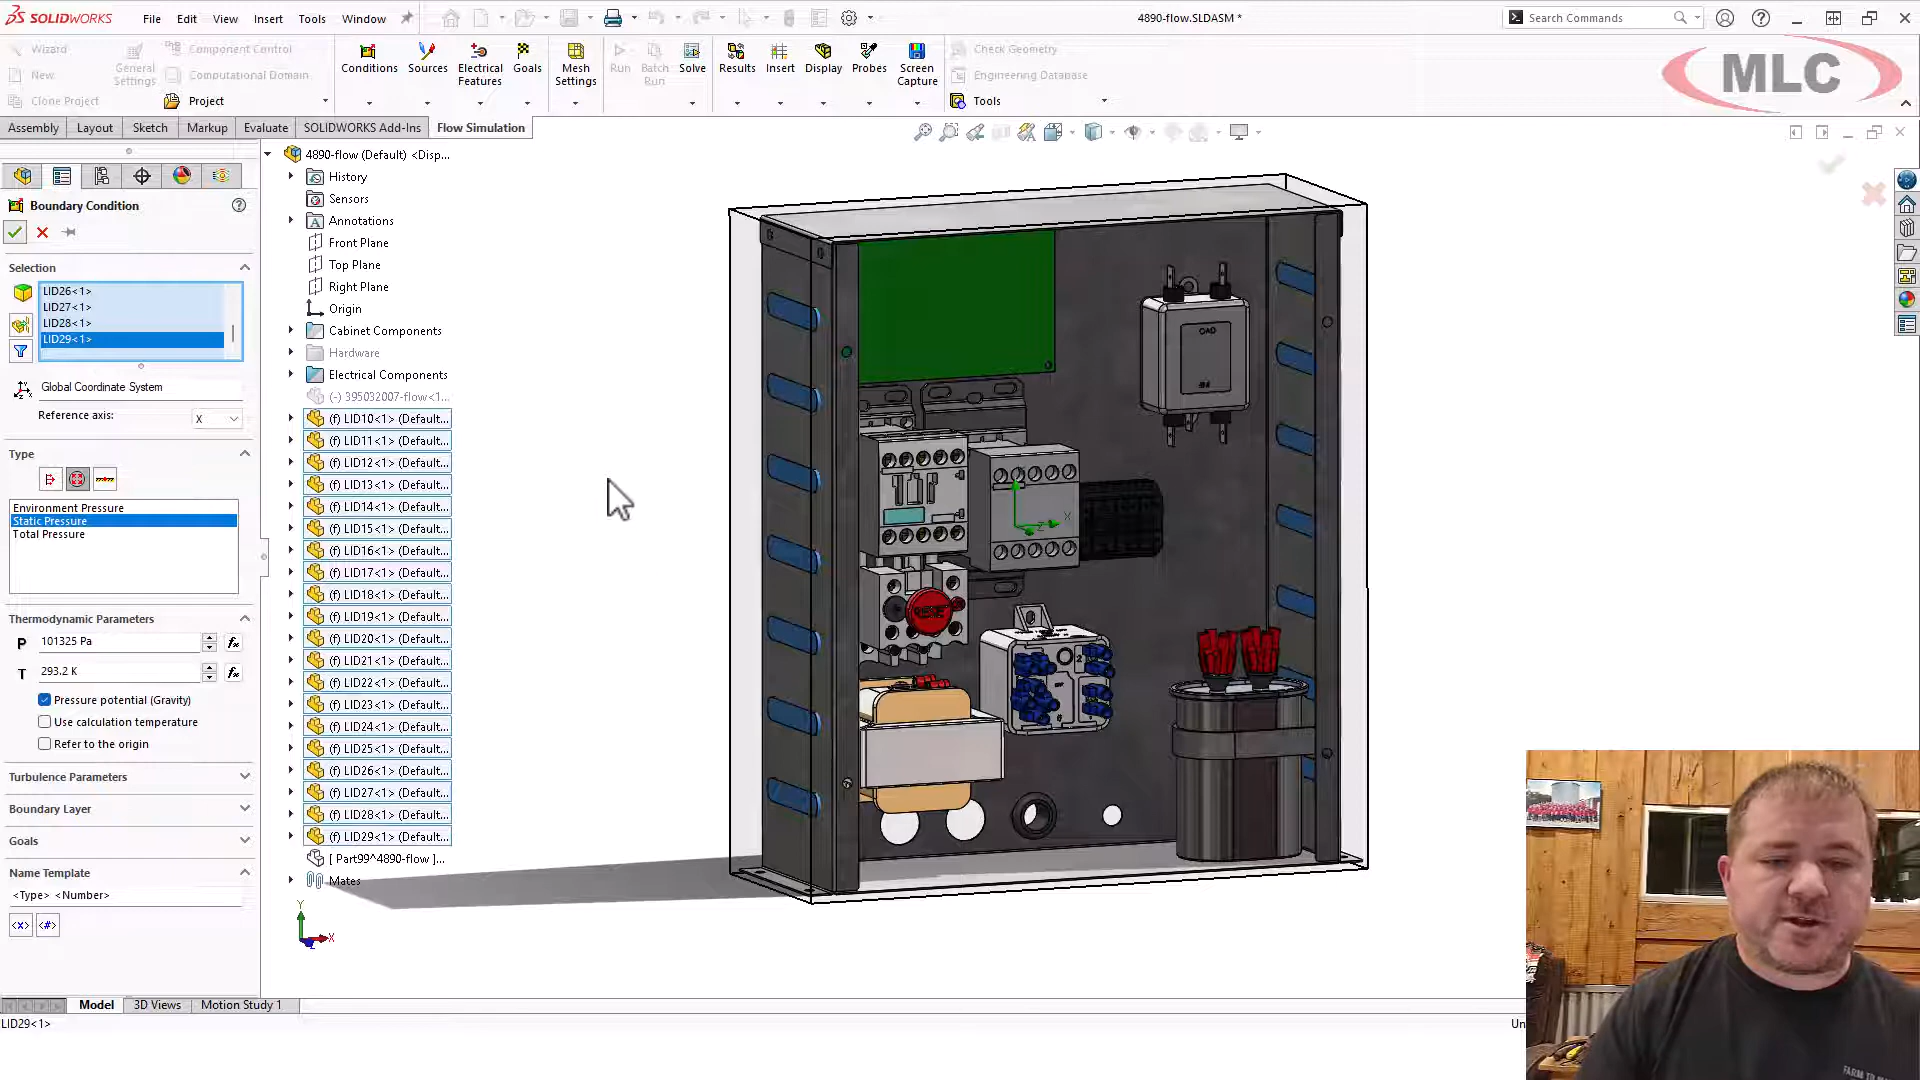 SOLIDWORKS
File
Edit
View
Insert
Tools
Window
4890-flow.SLDASM *
Search Commands
Wizard
New
Clone Project
General Settings
Component Control
Computational Domain
Project
Conditions
Sources
Electrical Features
Goals
Mesh Settings
Run
Batch Run
Solve
Results
Insert
Display
Probes
Screen Capture
Check Geometry
Engineering Database
Tools
MLC
Assembly
Layout
Sketch
Markup
Evaluate
SOLIDWORKS Add-Ins
Flow Simulation
Boundary Condition
Selection
LID26<1>
LID27<1>
LID28<1>
LID29<1>
Global Coordinate System
Reference axis:
X
Type
Environment Pressure
Static Pressure
Total Pressure
Thermodynamic Parameters
P
101325 Pa
T
293.2 K
Pressure potential (Gravity)
Use calculation temperature
Refer to the origin
Turbulence Parameters
Boundary Layer
Goals
Name Template
<Type> <Number>
<x>
<#>
4890-flow (Default) <Disp...
History
Sensors
Annotations
Front Plane
Top Plane
Right Plane
Origin
Cabinet Components
Hardware
Electrical Components
(-) 395032007-flow<1...
(f) LID10<1> (Default...
(f) LID11<1> (Default...
(f) LID12<1> (Default...
(f) LID13<1> (Default...
(f) LID14<1> (Default...
(f) LID15<1> (Default...
(f) LID16<1> (Default...
(f) LID17<1> (Default...
(f) LID18<1> (Default...
(f) LID19<1> (Default...
(f) LID20<1> (Default...
(f) LID21<1> (Default...
(f) LID22<1> (Default...
(f) LID23<1> (Default...
(f) LID24<1> (Default...
(f) LID25<1> (Default...
(f) LID26<1> (Default...
(f) LID27<1> (Default...
(f) LID28<1> (Default...
(f) LID29<1> (Default...
[ Part99^4890-flow ]...
Mates
Y
X
Model
3D Views
Motion Study 1
LID29<1>
Un